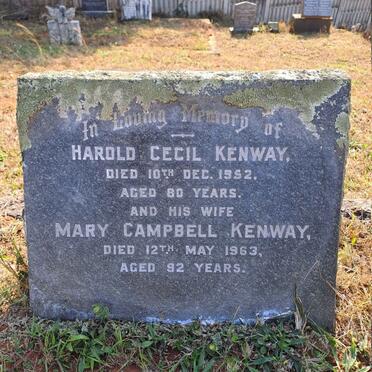 In Loving Memory of
HAROLD CECIL KENWAY,
DIED 10TH DEC. 1952,
AGED 80 YEARS.
AND HIS WIFE
MARY CAMPBELL KENWAY,
DIED 12TH MAY 1963,
AGED 92 YEARS.